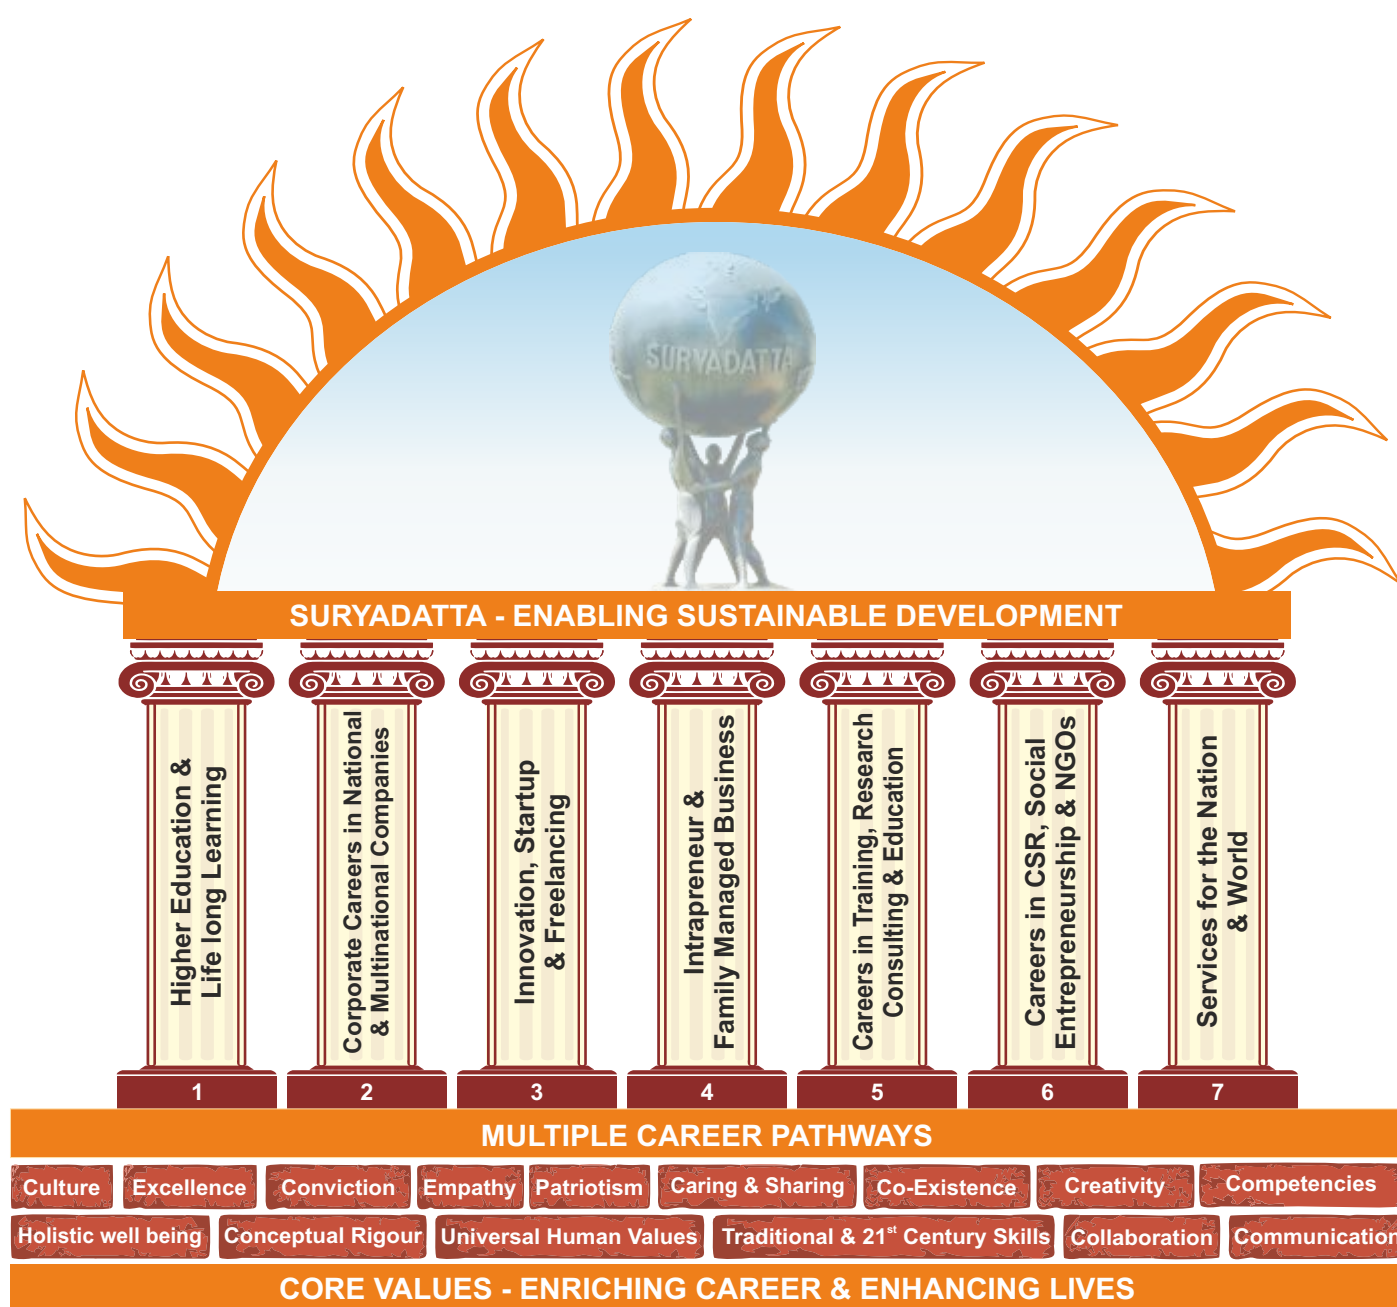 SURYADATTA
SURYADATTA - ENABLING SUSTAINABLE DEVELOPMENT
Higher Education &
Life long Learning
Corporate Careers in National
& Multinational Companies
Innovation, Startup
& Freelancing
Intrapreneur &
Family Managed Business
Careers in Training, Research
Consulting & Education
Careers in CSR, Social
Entrepreneurship & NGOs
Services for the Nation
& World
1 2 3 4 5 6 7
MULTIPLE CAREER PATHWAYS
Culture Excellence Conviction Empathy Patriotism Caring & Sharing Co-Existence Creativity Competencies
Holistic well being Conceptual Rigour Universal Human Values Traditional & 21st Century Skills Collaboration Communication
CORE VALUES - ENRICHING CAREER & ENHANCING LIVES